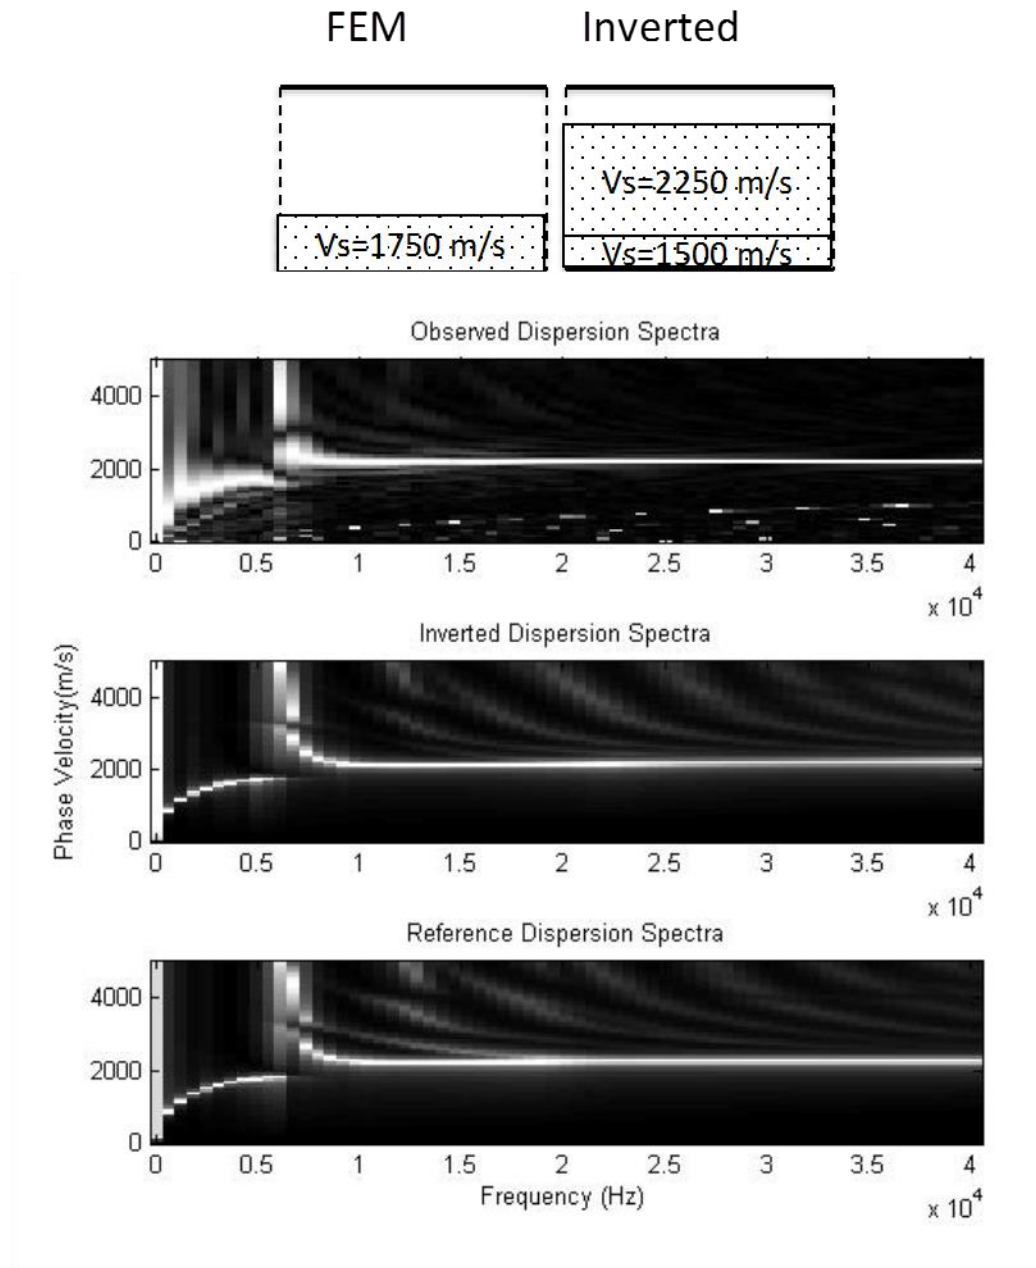 FEM Inverted
Vs=2250 m/s
Vs=1750 m/s
Vs=1500 m/s
Observed Dispersion Spectra
4000
2000
0
0 0.5 1 1.5 2 2.5 3 3.5 4
x 10^4
Inverted Dispersion Spectra
Phase Velocity(m/s)
4000
2000
0
0 0.5 1 1.5 2 2.5 3 3.5 4
x 10^4
Reference Dispersion Spectra
4000
2000
0
0 0.5 1 1.5 2 2.5 3 3.5 4
Frequency (Hz)
x 10^4